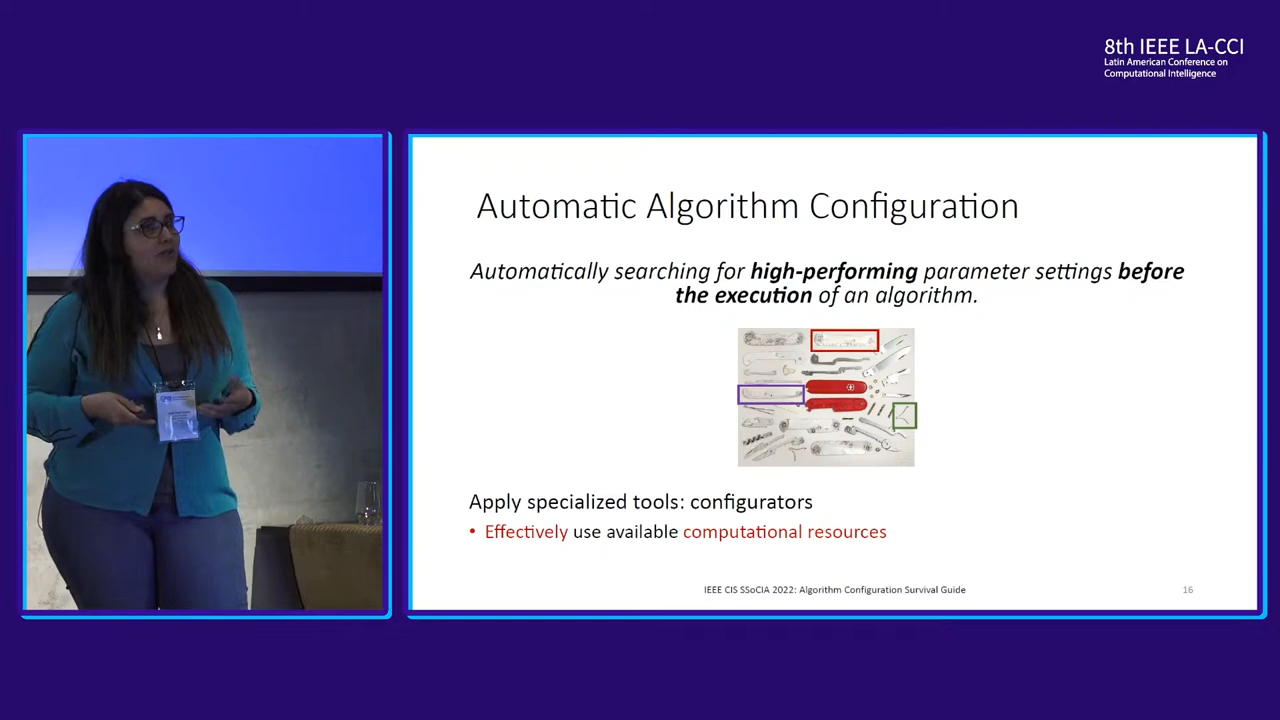 8th IEEE LA-CCI
Latin American Conference on
Computational Intelligence
Automatic Algorithm Configuration
Automatically searching for high-performing parameter settings before
the execution of an algorithm.
Apply specialized tools: configurators
• Effectively use available computational resources
IEEE CIS SSoCIA 2022: Algorithm Configuration Survival Guide
16